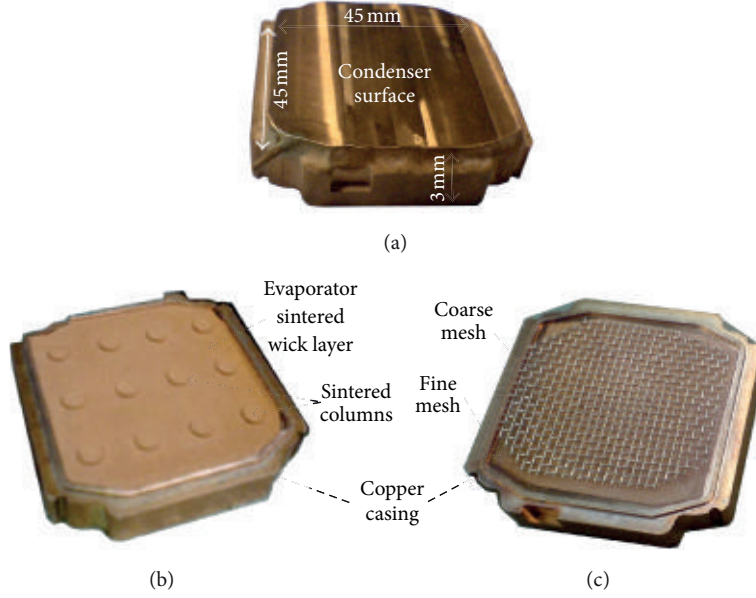 45 mm
45 mm
Condenser
surface
3 mm
(a)
Evaporator
sintered
wick layer
Sintered
columns
Coarse
mesh
Fine
mesh
Copper
casing
(b)
(c)